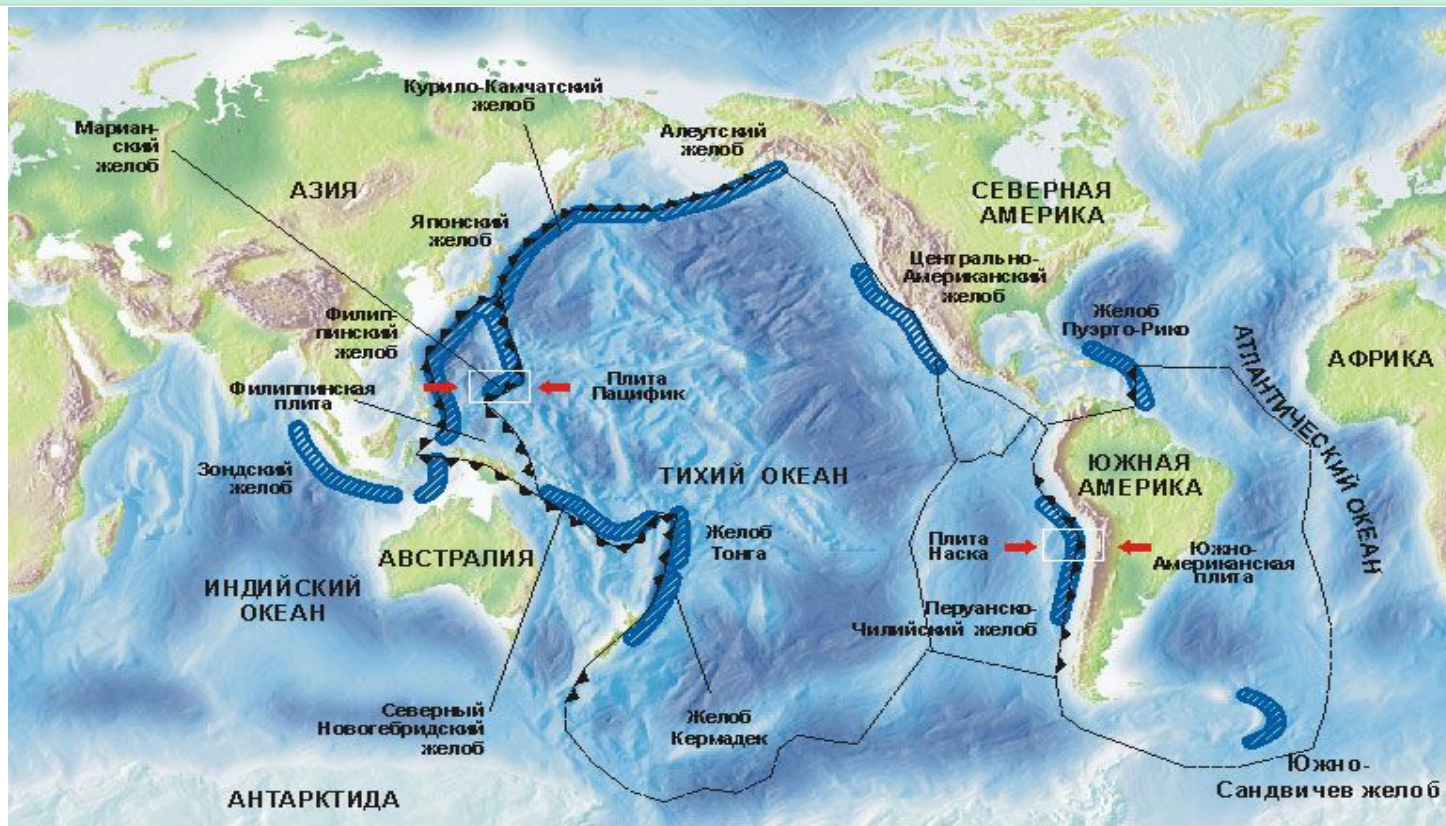 Курило-Камчатский
желоб
Мариан-
ский
желоб
Алеутский
желоб
АЗИЯ
СЕВЕРНАЯ
АМЕРИКА
Японский
желоб
Центрально-
Американский
желоб
Филип-
пинский
желоб
Желоб
Пуэрто-Рико
АТЛАНТИЧЕСКИЙ ОКЕАН
АФРИКА
Филиппинская
плита
Плита
Пацифик
Зондский
желоб
ТИХИЙ ОКЕАН
ЮЖНАЯ
АМЕРИКА
Желоб
Тонга
Плита
Наска
Южно-
Американская
плита
АВСТРАЛИЯ
ИНДИЙСКИЙ
ОКЕАН
Перуанско-
Чилийский желоб
Северный
Новогебридский
желоб
Желоб
Кермадек
Южно-
Сандвичев желоб
АНТАРКТИДА